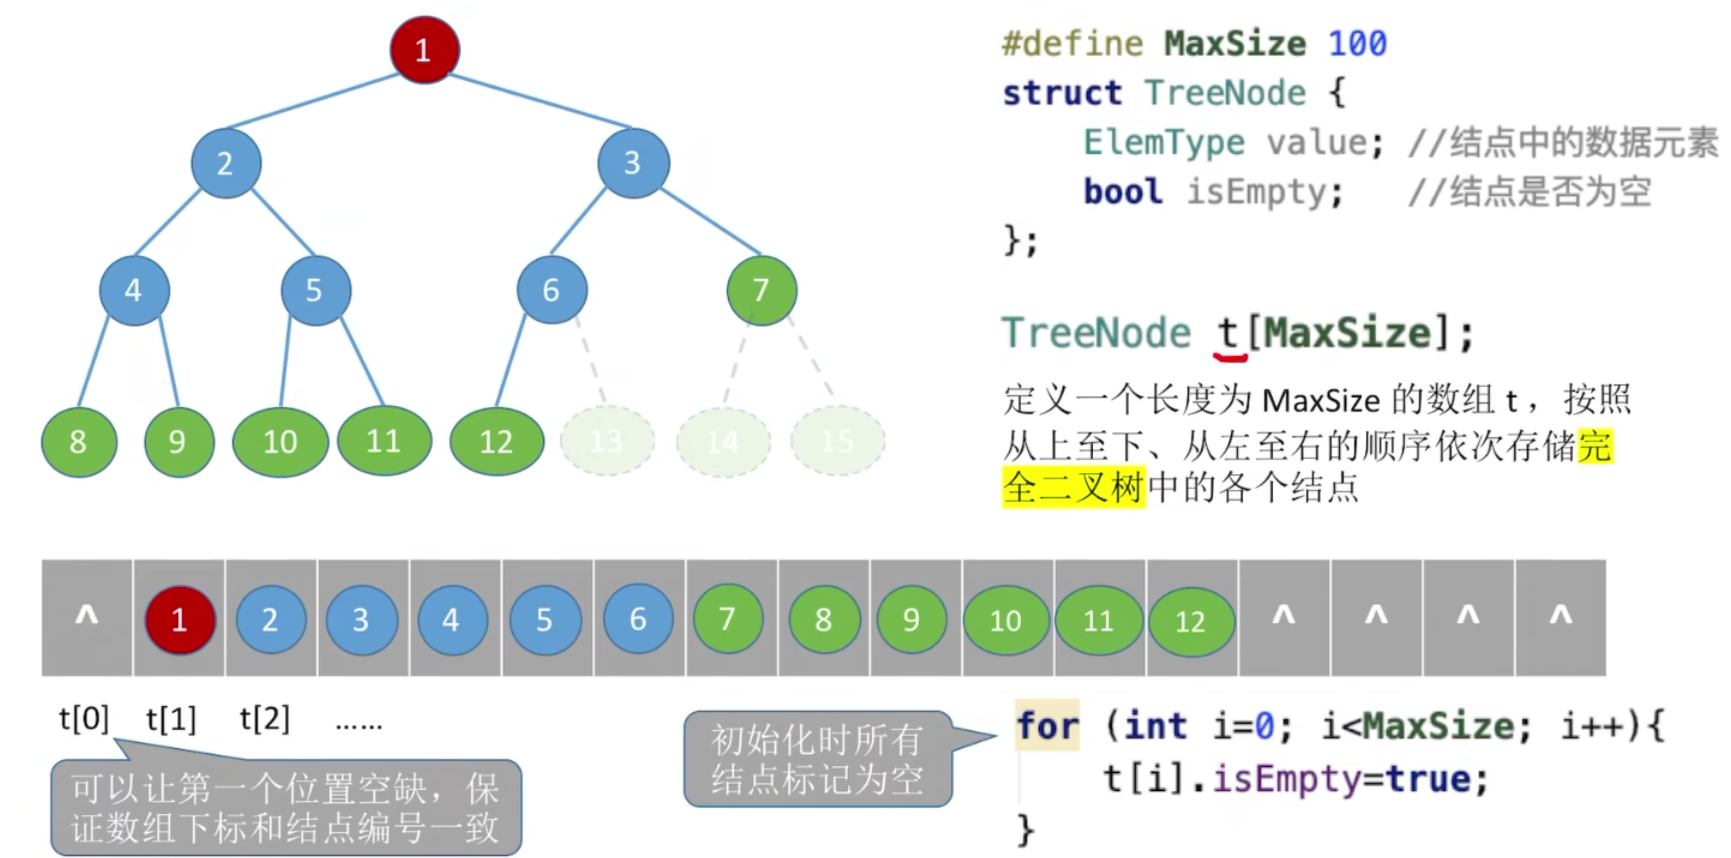 1
2
3
4
5
6
7
8
9
10
11
12
13
14
15
#define MaxSize 100
struct TreeNode {
ElemType value; //结点中的数据元素
bool isEmpty; //结点是否为空
};
TreeNode t[MaxSize];
定义一个长度为 MaxSize 的数组 t，按照
从上至下、从左至右的顺序依次存储完
全二叉树中的各个结点
^ 1 2 3 4 5 6 7 8 9 10 11 12 ^ ^ ^ ^
t[0] t[1] t[2] ……
可以让第一个位置空缺，保
证数组下标和结点编号一致
初始化时所有
结点标记为空
for (int i=0; i<MaxSize; i++){
t[i].isEmpty=true;
}